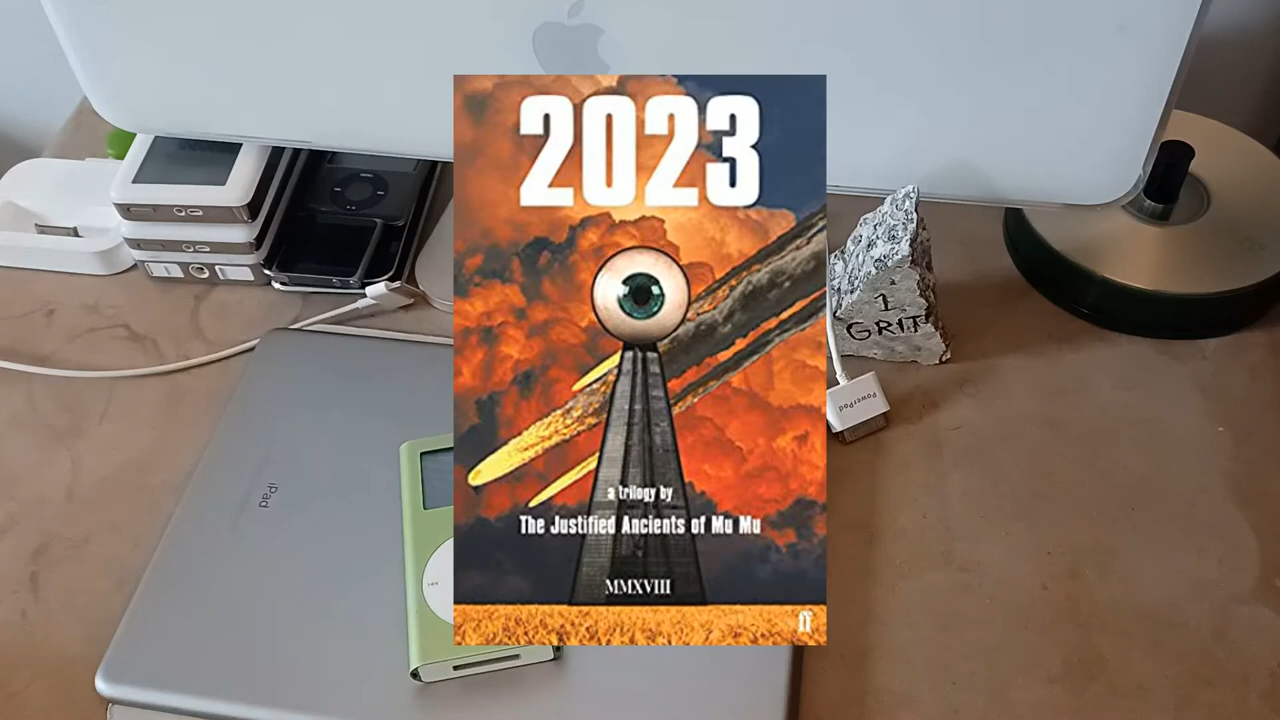 2023
a trilogy by
The Justified Ancients of Mu Mu
MMXVIII
ff
1
GRIT
PowerPod
iPad